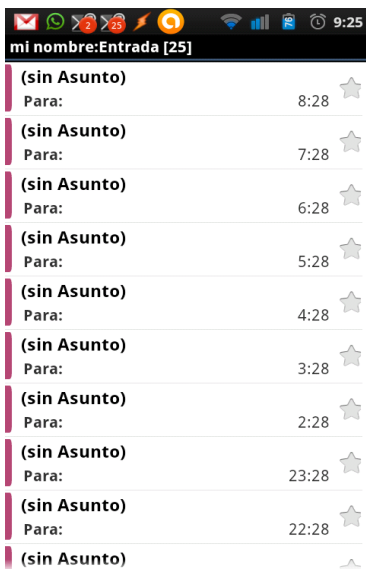 2 25 76 9:25
mi nombre:Entrada [25]
(sin Asunto)
Para: 8:28
(sin Asunto)
Para: 7:28
(sin Asunto)
Para: 6:28
(sin Asunto)
Para: 5:28
(sin Asunto)
Para: 4:28
(sin Asunto)
Para: 3:28
(sin Asunto)
Para: 2:28
(sin Asunto)
Para: 23:28
(sin Asunto)
Para: 22:28
(sin Asunto)